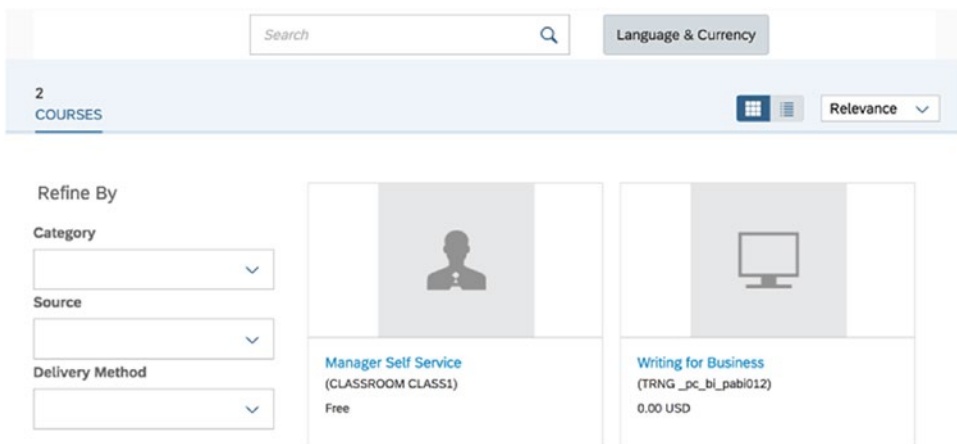 Search
Language & Currency
2
COURSES
Relevance
Refine By
Category
Source
Delivery Method
Manager Self Service
(CLASSROOM CLASS1)
Free
Writing for Business
(TRNG _pc_bi_pabi012)
0.00 USD